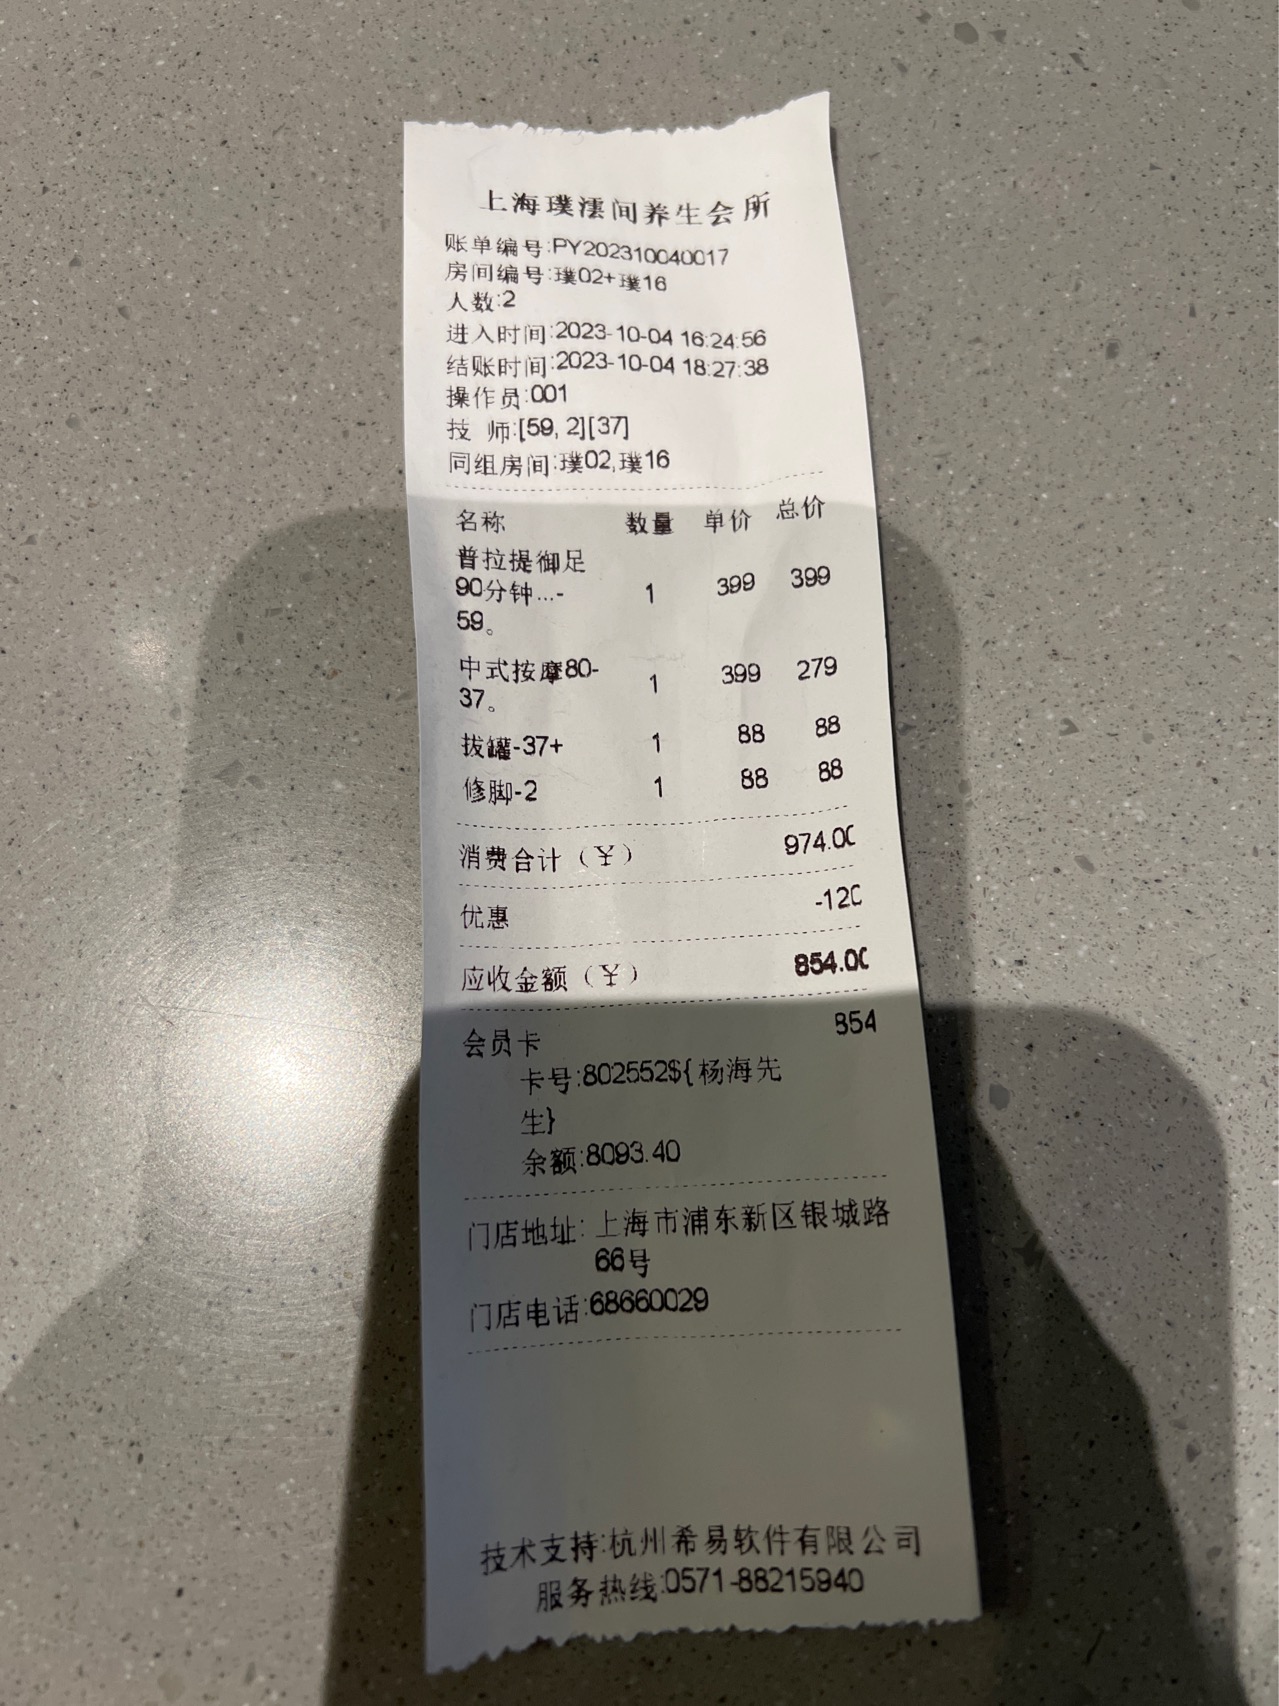 上海璞潓间养生会所
账单编号:PY202310040017
房间编号:璞02+璞16
人数:2
进入时间:2023-10-04 16:24:56
结账时间:2023-10-04 18:27:38
操作员:001
技 师:[59, 2][37]
同组房间:璞02,璞16
名称 数量 单价 总价
普拉提御足
90分钟...- 1 399 399
59。
中式按摩80- 1 399 279
37。
拔罐-37+ 1 88 88
修脚-2 1 88 88
消费合计（¥） 974.00
优惠 -120
应收金额（¥） 854.00
会员卡 854
卡号:802552${杨海先
生}
余额:8093.40
门店地址: 上海市浦东新区银城路
66号
门店电话:68660029
技术支持:杭州希易软件有限公司
服务热线:0571-88215940